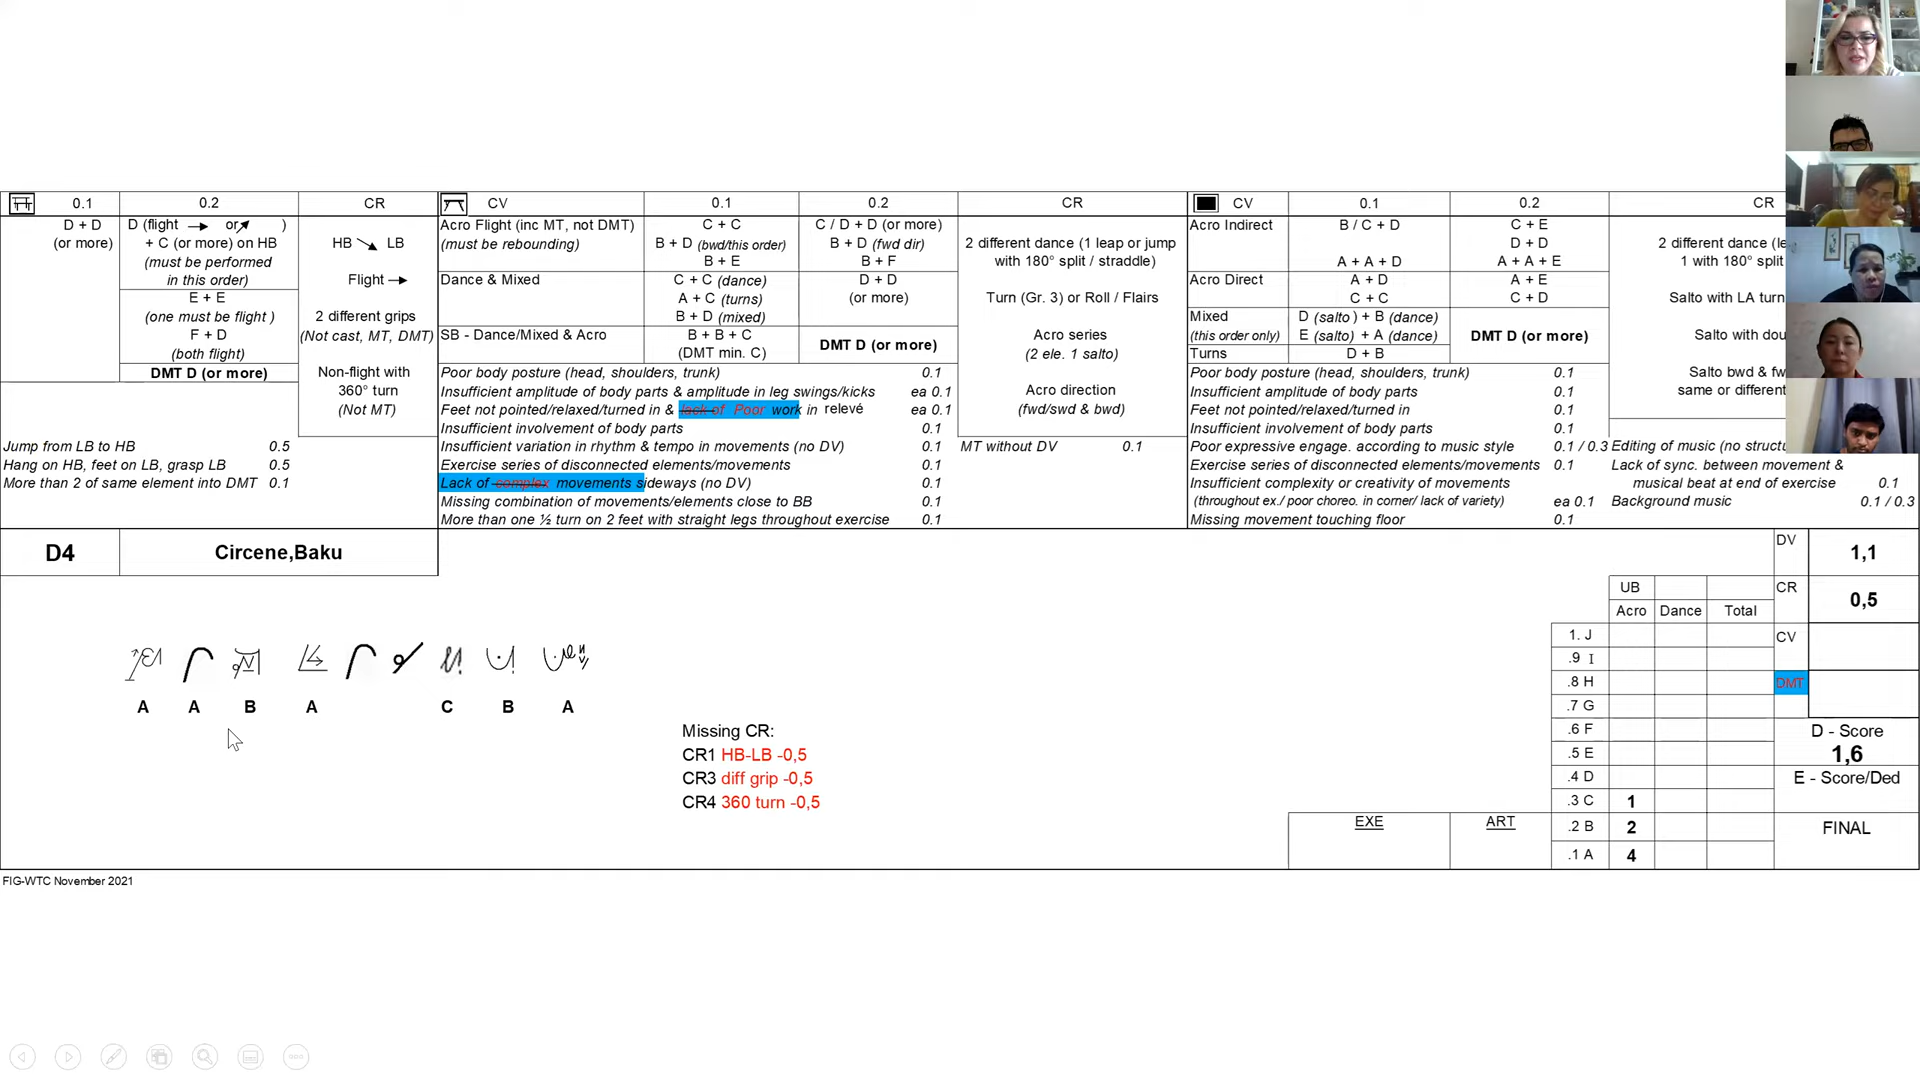 0.1 0.2 CR
D + D
(or more)
D (flight → or↗ )
+ C (or more) on HB
(must be performed
in this order)
E + E
(one must be flight )
F + D
(both flight)
DMT D (or more)
HB ↘ LB
Flight →
2 different grips
(Not cast, MT, DMT)
Non-flight with
360° turn
(Not MT)
Jump from LB to HB 0.5
Hang on HB, feet on LB, grasp LB 0.5
More than 2 of same element into DMT 0.1
CV 0.1 0.2 CR
Acro Flight (inc MT, not DMT)
(must be rebounding)
C + C
B + D (bwd/this order)
B + E
C / D + D (or more)
B + D (fwd dir)
B + F
Dance & Mixed
C + C (dance)
A + C (turns)
B + D (mixed)
D + D
(or more)
SB - Dance/Mixed & Acro
B + B + C
(DMT min. C)
DMT D (or more)
2 different dance (1 leap or jump
with 180° split / straddle)
Turn (Gr. 3) or Roll / Flairs
Acro series
(2 ele. 1 salto)
Acro direction
(fwd/swd & bwd)
Poor body posture (head, shoulders, trunk) 0.1
Insufficient amplitude of body parts & amplitude in leg swings/kicks ea 0.1
Feet not pointed/relaxed/turned in & lack of Poor work in relevé ea 0.1
Insufficient involvement of body parts 0.1
Insufficient variation in rhythm & tempo in movements (no DV) 0.1
Exercise series of disconnected elements/movements 0.1
Lack of complex movements sideways (no DV) 0.1
Missing combination of movements/elements close to BB 0.1
More than one ½ turn on 2 feet with straight legs throughout exercise 0.1
MT without DV 0.1
CV 0.1 0.2 CR
Acro Indirect
B / C + D
A + A + D
C + E
D + D
A + A + E
Acro Direct
A + D
C + C
A + E
C + D
Mixed
(this order only)
D (salto) + B (dance)
E (salto) + A (dance)
Turns
D + B
DMT D (or more)
2 different dance (le
1 with 180° split
Salto with LA turn
Salto with dou
Salto bwd & fw
same or different
Poor body posture (head, shoulders, trunk) 0.1
Insufficient amplitude of body parts 0.1
Feet not pointed/relaxed/turned in 0.1
Insufficient involvement of body parts 0.1
Poor expressive engage. according to music style 0.1 / 0.3
Exercise series of disconnected elements/movements 0.1
Insufficient complexity or creativity of movements
(throughout ex./ poor choreo. in corner/ lack of variety) ea 0.1
Missing movement touching floor 0.1
Editing of music (no structu
Lack of sync. between movement &
musical beat at end of exercise 0.1
Background music 0.1 / 0.3
D4 Circene,Baku
A A B A C B A
Missing CR:
CR1 HB-LB -0,5
CR3 diff grip -0,5
CR4 360 turn -0,5
DV 1,1
UB CR 0,5
Acro Dance Total
1. J CV
.9 I
.8 H DMT
.7 G
.6 F D - Score
.5 E 1,6
.4 D E - Score/Ded
.3 C 1
.2 B 2 FINAL
.1 A 4
EXE ART
FIG-WTC November 2021